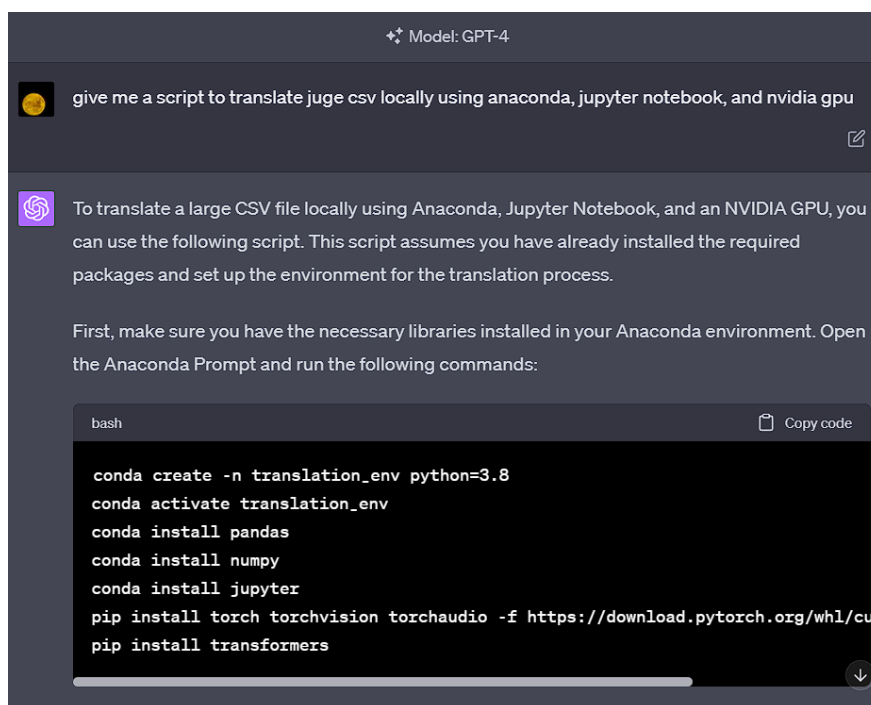 Model: GPT-4
give me a script to translate juge csv locally using anaconda, jupyter notebook, and nvidia gpu
To translate a large CSV file locally using Anaconda, Jupyter Notebook, and an NVIDIA GPU, you
can use the following script. This script assumes you have already installed the required
packages and set up the environment for the translation process.
First, make sure you have the necessary libraries installed in your Anaconda environment. Open
the Anaconda Prompt and run the following commands:
bash Copy code
conda create -n translation_env python=3.8
conda activate translation_env
conda install pandas
conda install numpy
conda install jupyter
pip install torch torchvision torchaudio -f https://download.pytorch.org/whl/cu
pip install transformers